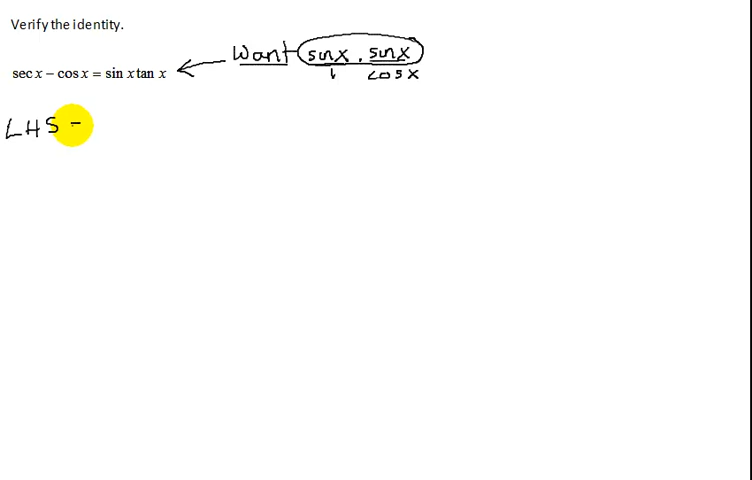 Verify the identity.
Want sinx/1 · sinx/cosx
sec x − cos x = sin x tan x
LHS =